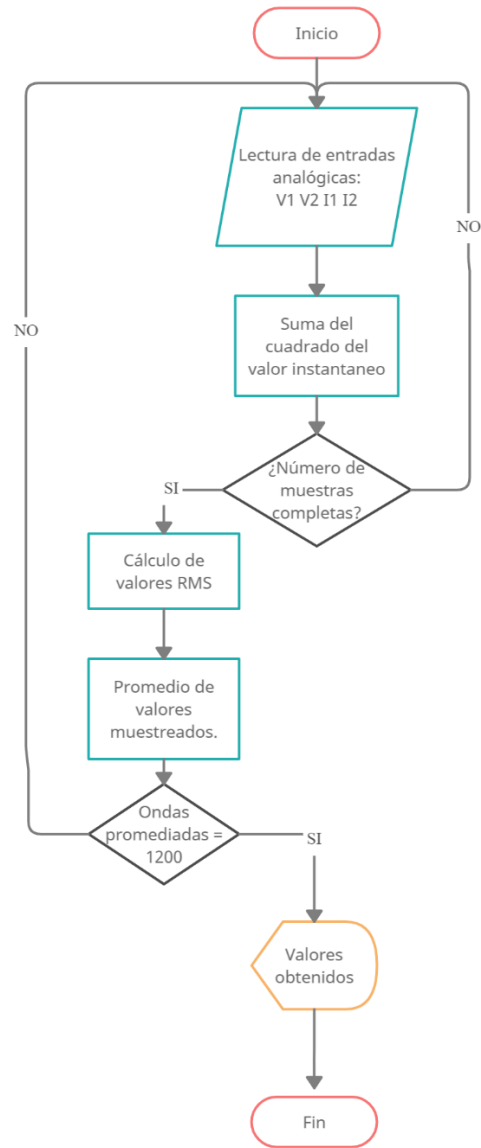 Inicio
Lectura de entradas
analógicas:
V1 V2 I1 I2
NO
Suma del
cuadrado del
valor instantaneo
NO
¿Número de
muestras
completas?
SI
Cálculo de
valores RMS
Promedio de
valores
muestreados.
Ondas
promediadas =
1200
SI
Valores
obtenidos
Fin